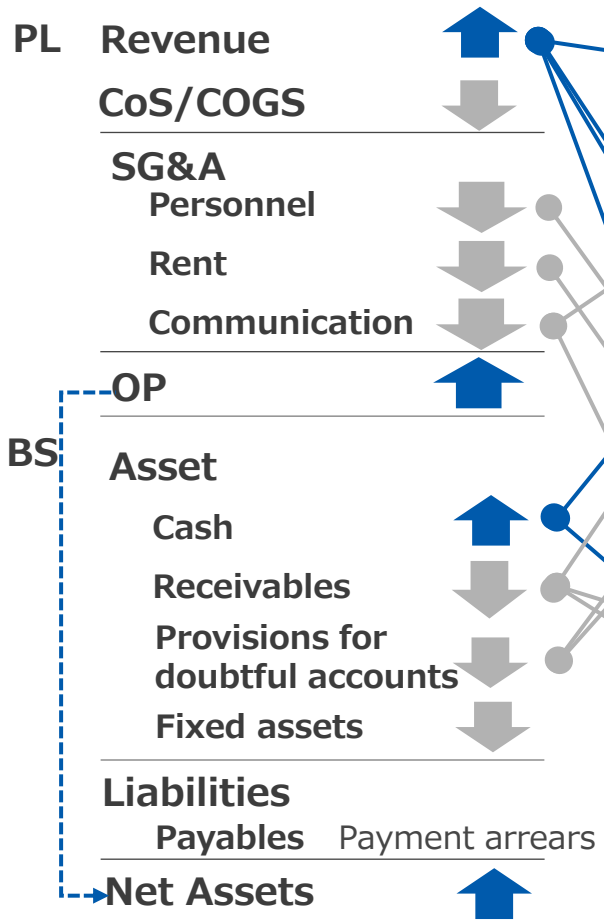 PL Revenue
CoS/COGS
SG&A
Personnel
Rent
Communication
OP
BS
Asset
Cash
Receivables
Provisions for
doubtful accounts
Fixed assets
Liabilities
Payables Payment arrears
Net Assets